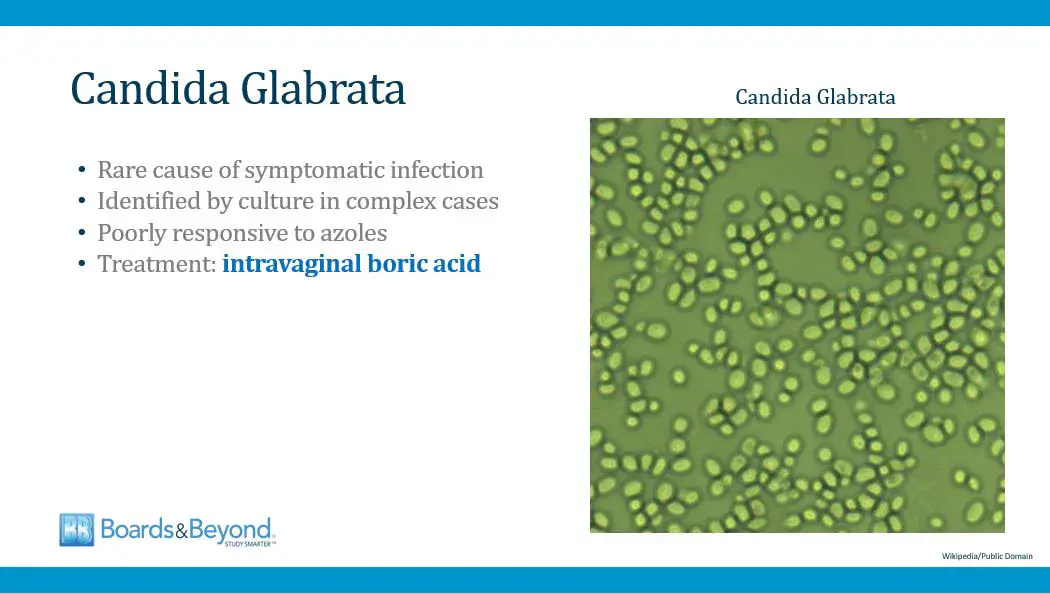 Candida Glabrata
• Rare cause of symptomatic infection
• Identified by culture in complex cases
• Poorly responsive to azoles
• Treatment: intravaginal boric acid
Candida Glabrata
BB Boards&Beyond.
STUDY SMARTER™
Wikipedia/Public Domain